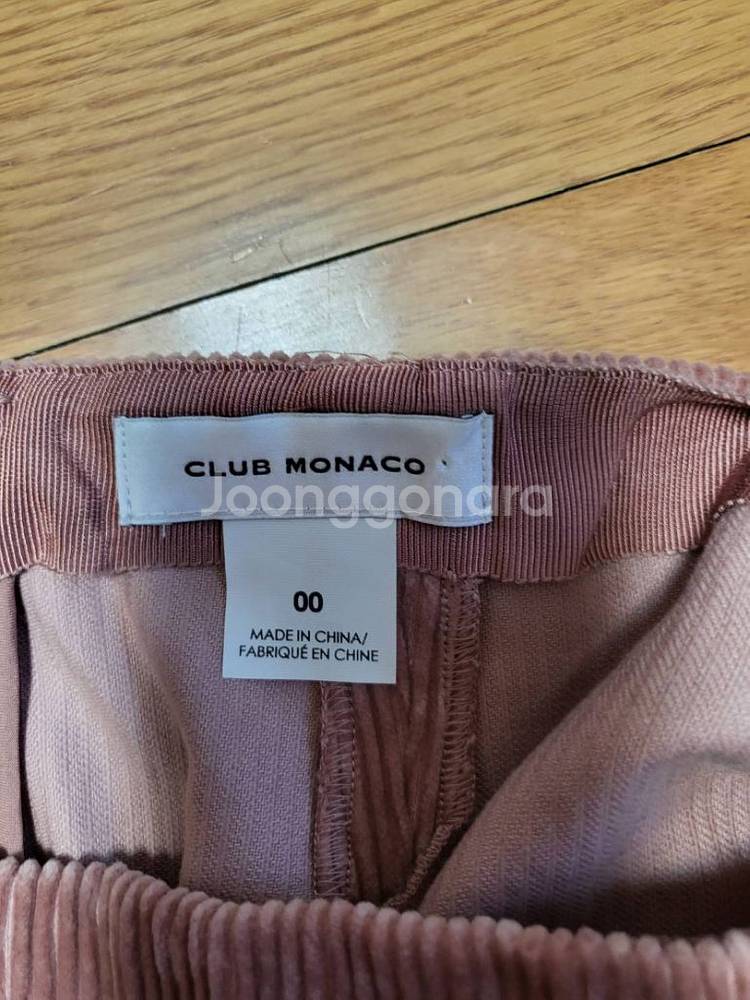 CLUB MONACO
Joonggonara
00
MADE IN CHINA/
FABRIQUÉ EN CHINE